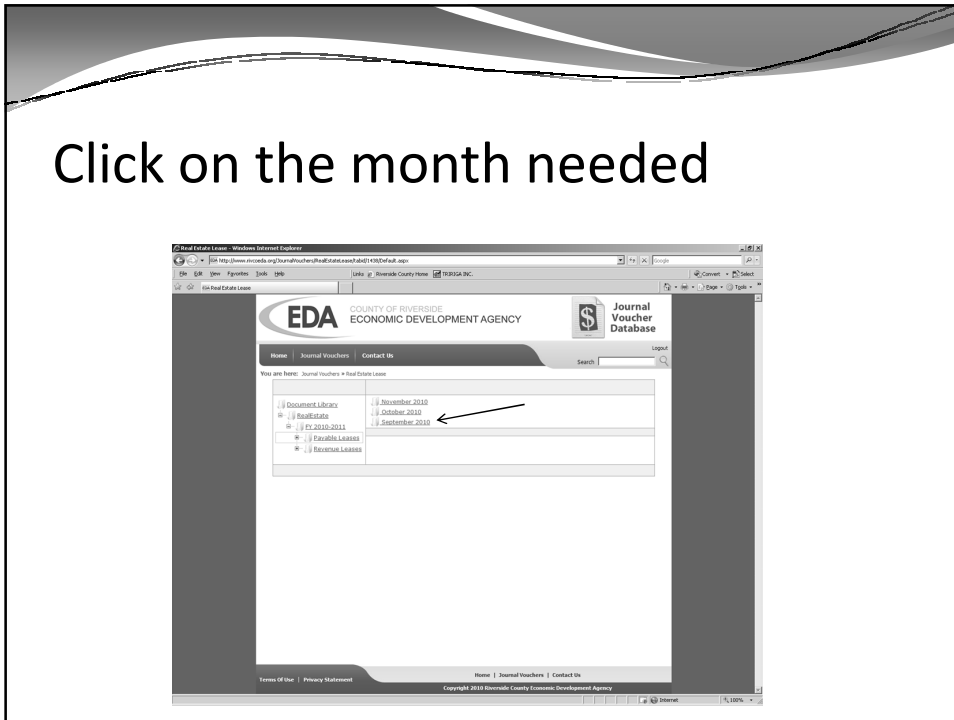 Click on the month needed
Real Estate Lease - Windows Internet Explorer
http://www.rivcoeda.org/JournalVouchers/RealEstateLease/tabid/1438/Default.aspx
Google
File Edit View Favorites Tools Help
Links Riverside County Home TRIRIGA INC.
Convert Select
Real Estate Lease
Page Tools
EDA
COUNTY OF RIVERSIDE
ECONOMIC DEVELOPMENT AGENCY
$
Journal
Voucher
Database
Logout
Home | Journal Vouchers | Contact Us
Search
You are here: Journal Vouchers » Real Estate Lease
Document Library
RealEstate
FY 2010-2011
Payable Leases
Revenue Leases
November 2010
October 2010
September 2010
Terms Of Use | Privacy Statement
Home | Journal Vouchers | Contact Us
Copyright 2010 Riverside County Economic Development Agency
Internet
100%